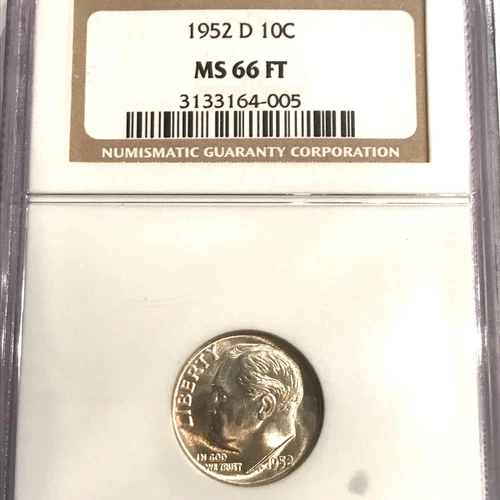 1952 D 10C
MS 66 FT
3133164-005
NUMISMATIC GUARANTY CORPORATION
LIBERTY
IN GOD
WE TRUST
1952